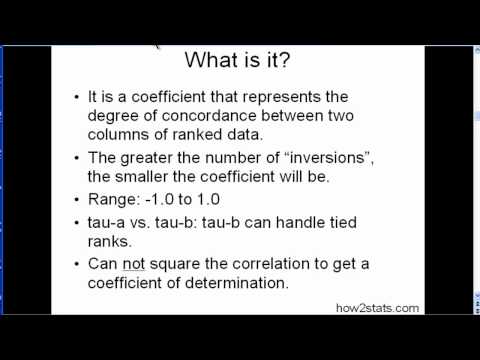 What is it?
• It is a coefficient that represents the
degree of concordance between two
columns of ranked data.
• The greater the number of “inversions”,
the smaller the coefficient will be.
• Range: -1.0 to 1.0
• tau-a vs. tau-b: tau-b can handle tied
ranks.
• Can not square the correlation to get a
coefficient of determination.
how2stats.com